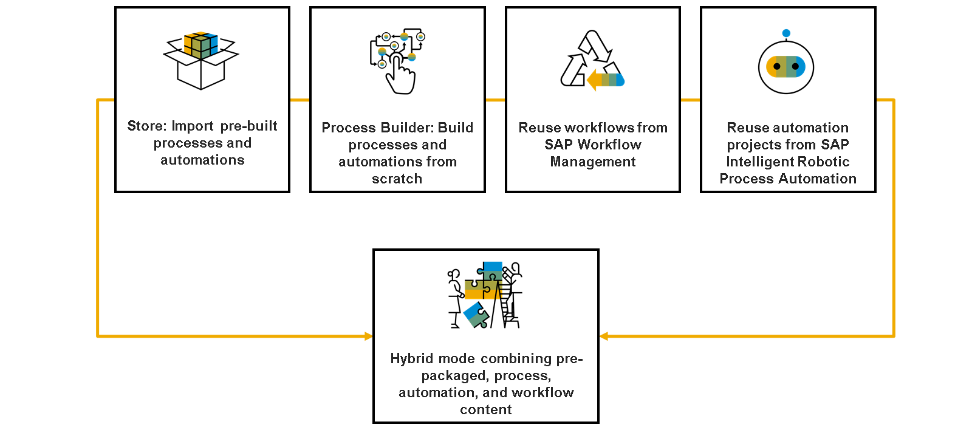 Store: Import pre-built
processes and
automations
Process Builder: Build
processes and
automations from
scratch
Reuse workflows from
SAP Workflow
Management
Reuse automation
projects from SAP
Intelligent Robotic
Process Automation
Hybrid mode combining pre-
packaged, process,
automation, and workflow
content